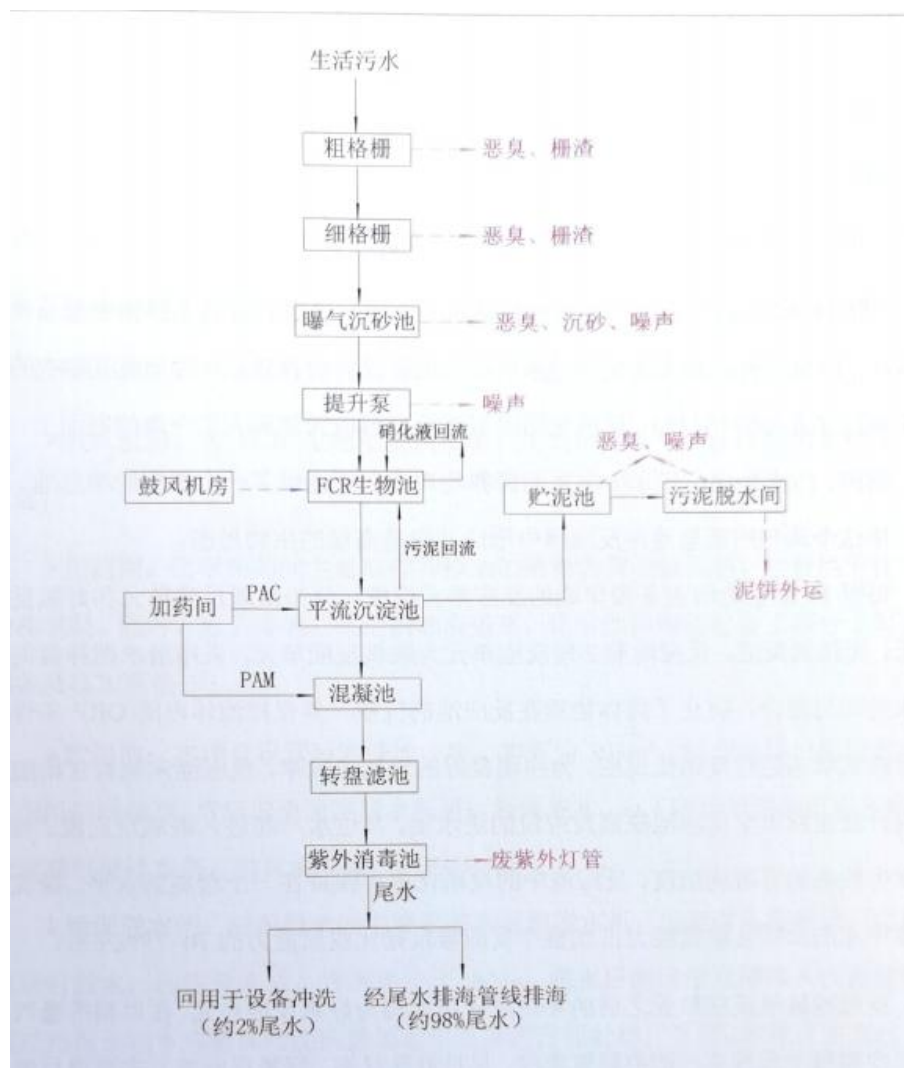 生活污水
粗格栅
恶臭、栅渣
细格栅
恶臭、栅渣
曝气沉砂池
恶臭、沉砂、噪声
提升泵
噪声
硝化液回流
恶臭、噪声
鼓风机房
FCR生物池
贮泥池
污泥脱水间
污泥回流
泥饼外运
加药间
PAC
平流沉淀池
PAM
混凝池
转盘滤池
紫外消毒池
废紫外灯管
尾水
回用于设备冲洗
经尾水排海管线排海
（约2%尾水）
（约98%尾水）